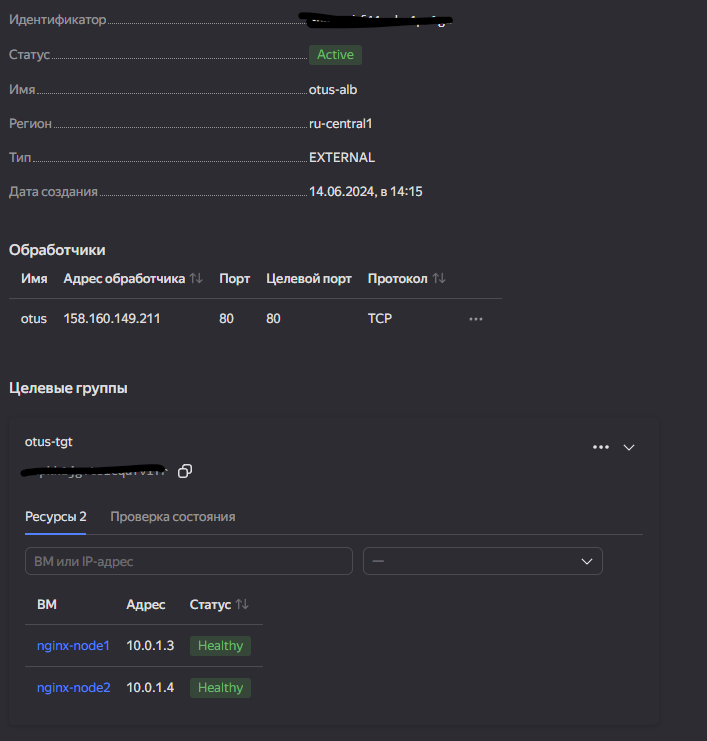 Идентификатор
Статус Active
Имя otus-alb
Регион ru-central1
Тип EXTERNAL
Дата создания 14.06.2024, в 14:15
Обработчики
Имя Адрес обработчика Порт Целевой порт Протокол
otus 158.160.149.211 80 80 TCP
Целевые группы
otus-tgt
Ресурсы 2 Проверка состояния
ВМ или IP-адрес —
ВМ Адрес Статус
nginx-node1 10.0.1.3 Healthy
nginx-node2 10.0.1.4 Healthy